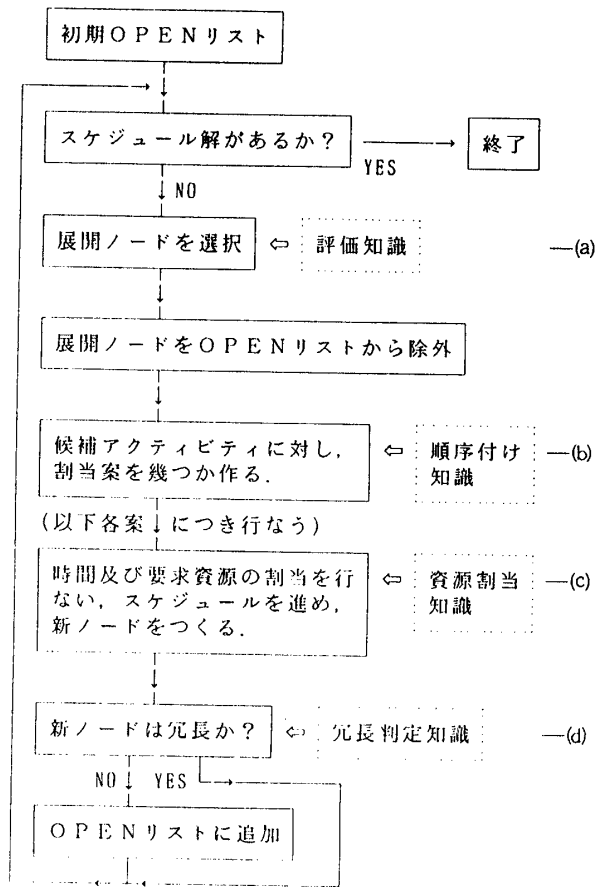 初期OPENリスト
スケジュール解があるか?
YES
終了
NO
展開ノードを選択 ⇦ 評価知識 —(a)
展開ノードをOPENリストから除外
候補アクティビティに対し,
割当案を幾つか作る.
⇦ 順序付け
知識
—(b)
(以下各案↓につき行なう)
時間及び要求資源の割当を行
ない,スケジュールを進め,
新ノードをつくる.
⇦ 資源割当
知識
—(c)
新ノードは冗長か? ⇦ 冗長判定知識 —(d)
NO YES
OPENリストに追加